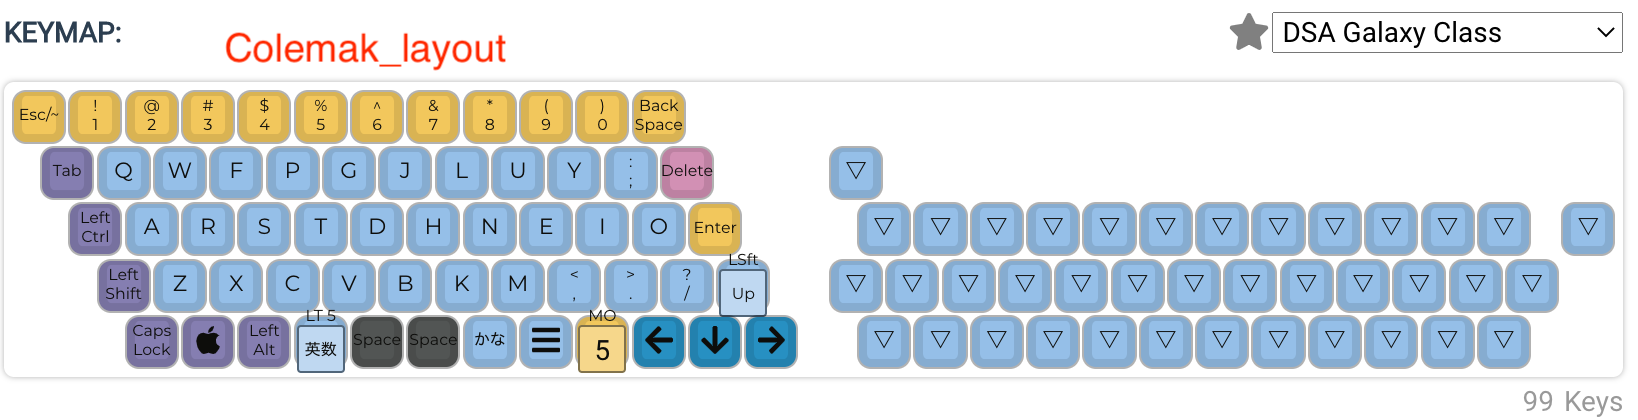 KEYMAP:
Colemak_layout
DSA Galaxy Class
Esc/~ ! 1 @ 2 # 3 $ 4 % 5 ^ 6 & 7 * 8 ( 9 ) 0 Back Space
Tab Q W F P G J L U Y : ; Delete ▽
Left Ctrl A R S T D H N E I O Enter ▽ ▽ ▽ ▽ ▽ ▽ ▽ ▽ ▽ ▽ ▽ ▽ ▽
Left Shift Z X C V B K M < , > . ? / LSft Up ▽ ▽ ▽ ▽ ▽ ▽ ▽ ▽ ▽ ▽ ▽ ▽ ▽
Caps Lock Left Alt LT 5 英数 Space Space かな MO 5 ← ↓ → ▽ ▽ ▽ ▽ ▽ ▽ ▽ ▽ ▽ ▽ ▽ ▽
99 Keys